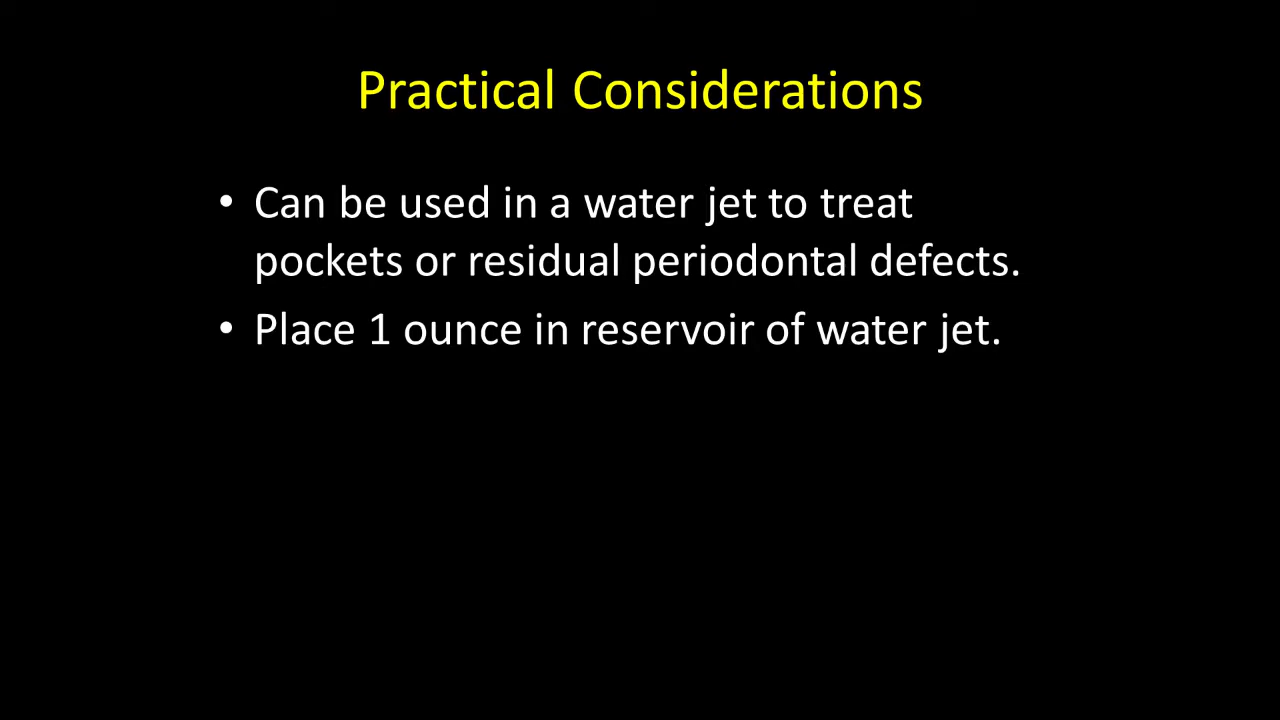 Practical Considerations
• Can be used in a water jet to treat
pockets or residual periodontal defects.
• Place 1 ounce in reservoir of water jet.